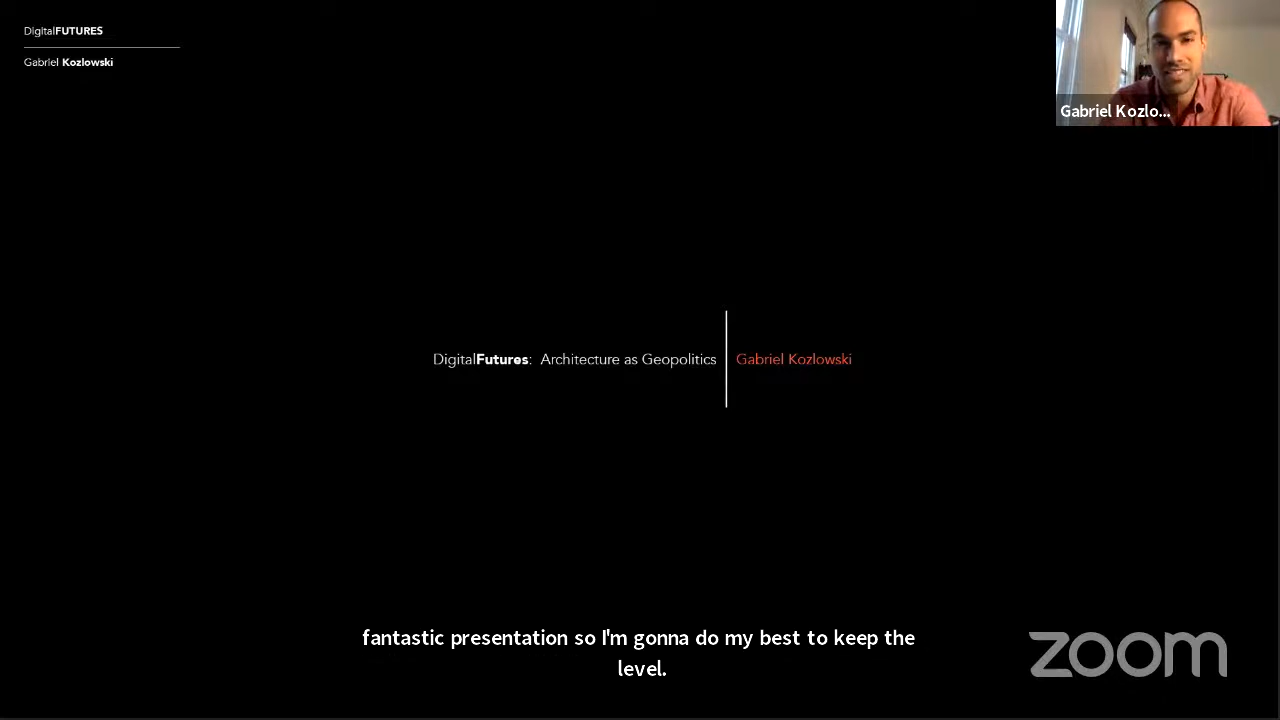 DigitalFUTURES
Gabriel Kozlowski
Gabriel Kozlo...
DigitalFutures: Architecture as Geopolitics
Gabriel Kozlowski
fantastic presentation so I'm gonna do my best to keep the
level.
zoom